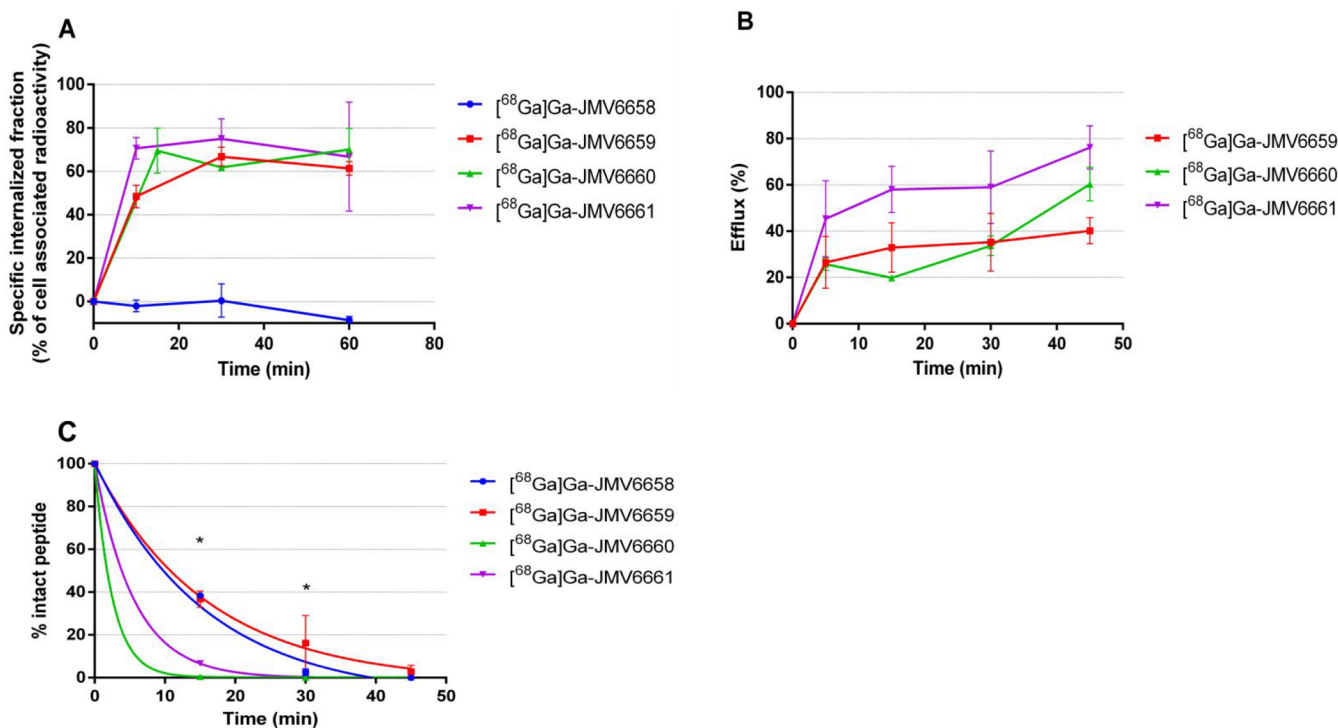 A
Specific internalized fraction
(% of cell associated radioactivity)
100
80
60
40
20
0
0 20 40 60 80
Time (min)
[⁶⁸Ga]Ga-JMV6658
[⁶⁸Ga]Ga-JMV6659
[⁶⁸Ga]Ga-JMV6660
[⁶⁸Ga]Ga-JMV6661
B
Efflux (%)
100
80
60
40
20
0
0 10 20 30 40 50
Time (min)
[⁶⁸Ga]Ga-JMV6659
[⁶⁸Ga]Ga-JMV6660
[⁶⁸Ga]Ga-JMV6661
C
% intact peptide
100
80
60
40
20
0
*
*
0 10 20 30 40 50
Time (min)
[⁶⁸Ga]Ga-JMV6658
[⁶⁸Ga]Ga-JMV6659
[⁶⁸Ga]Ga-JMV6660
[⁶⁸Ga]Ga-JMV6661